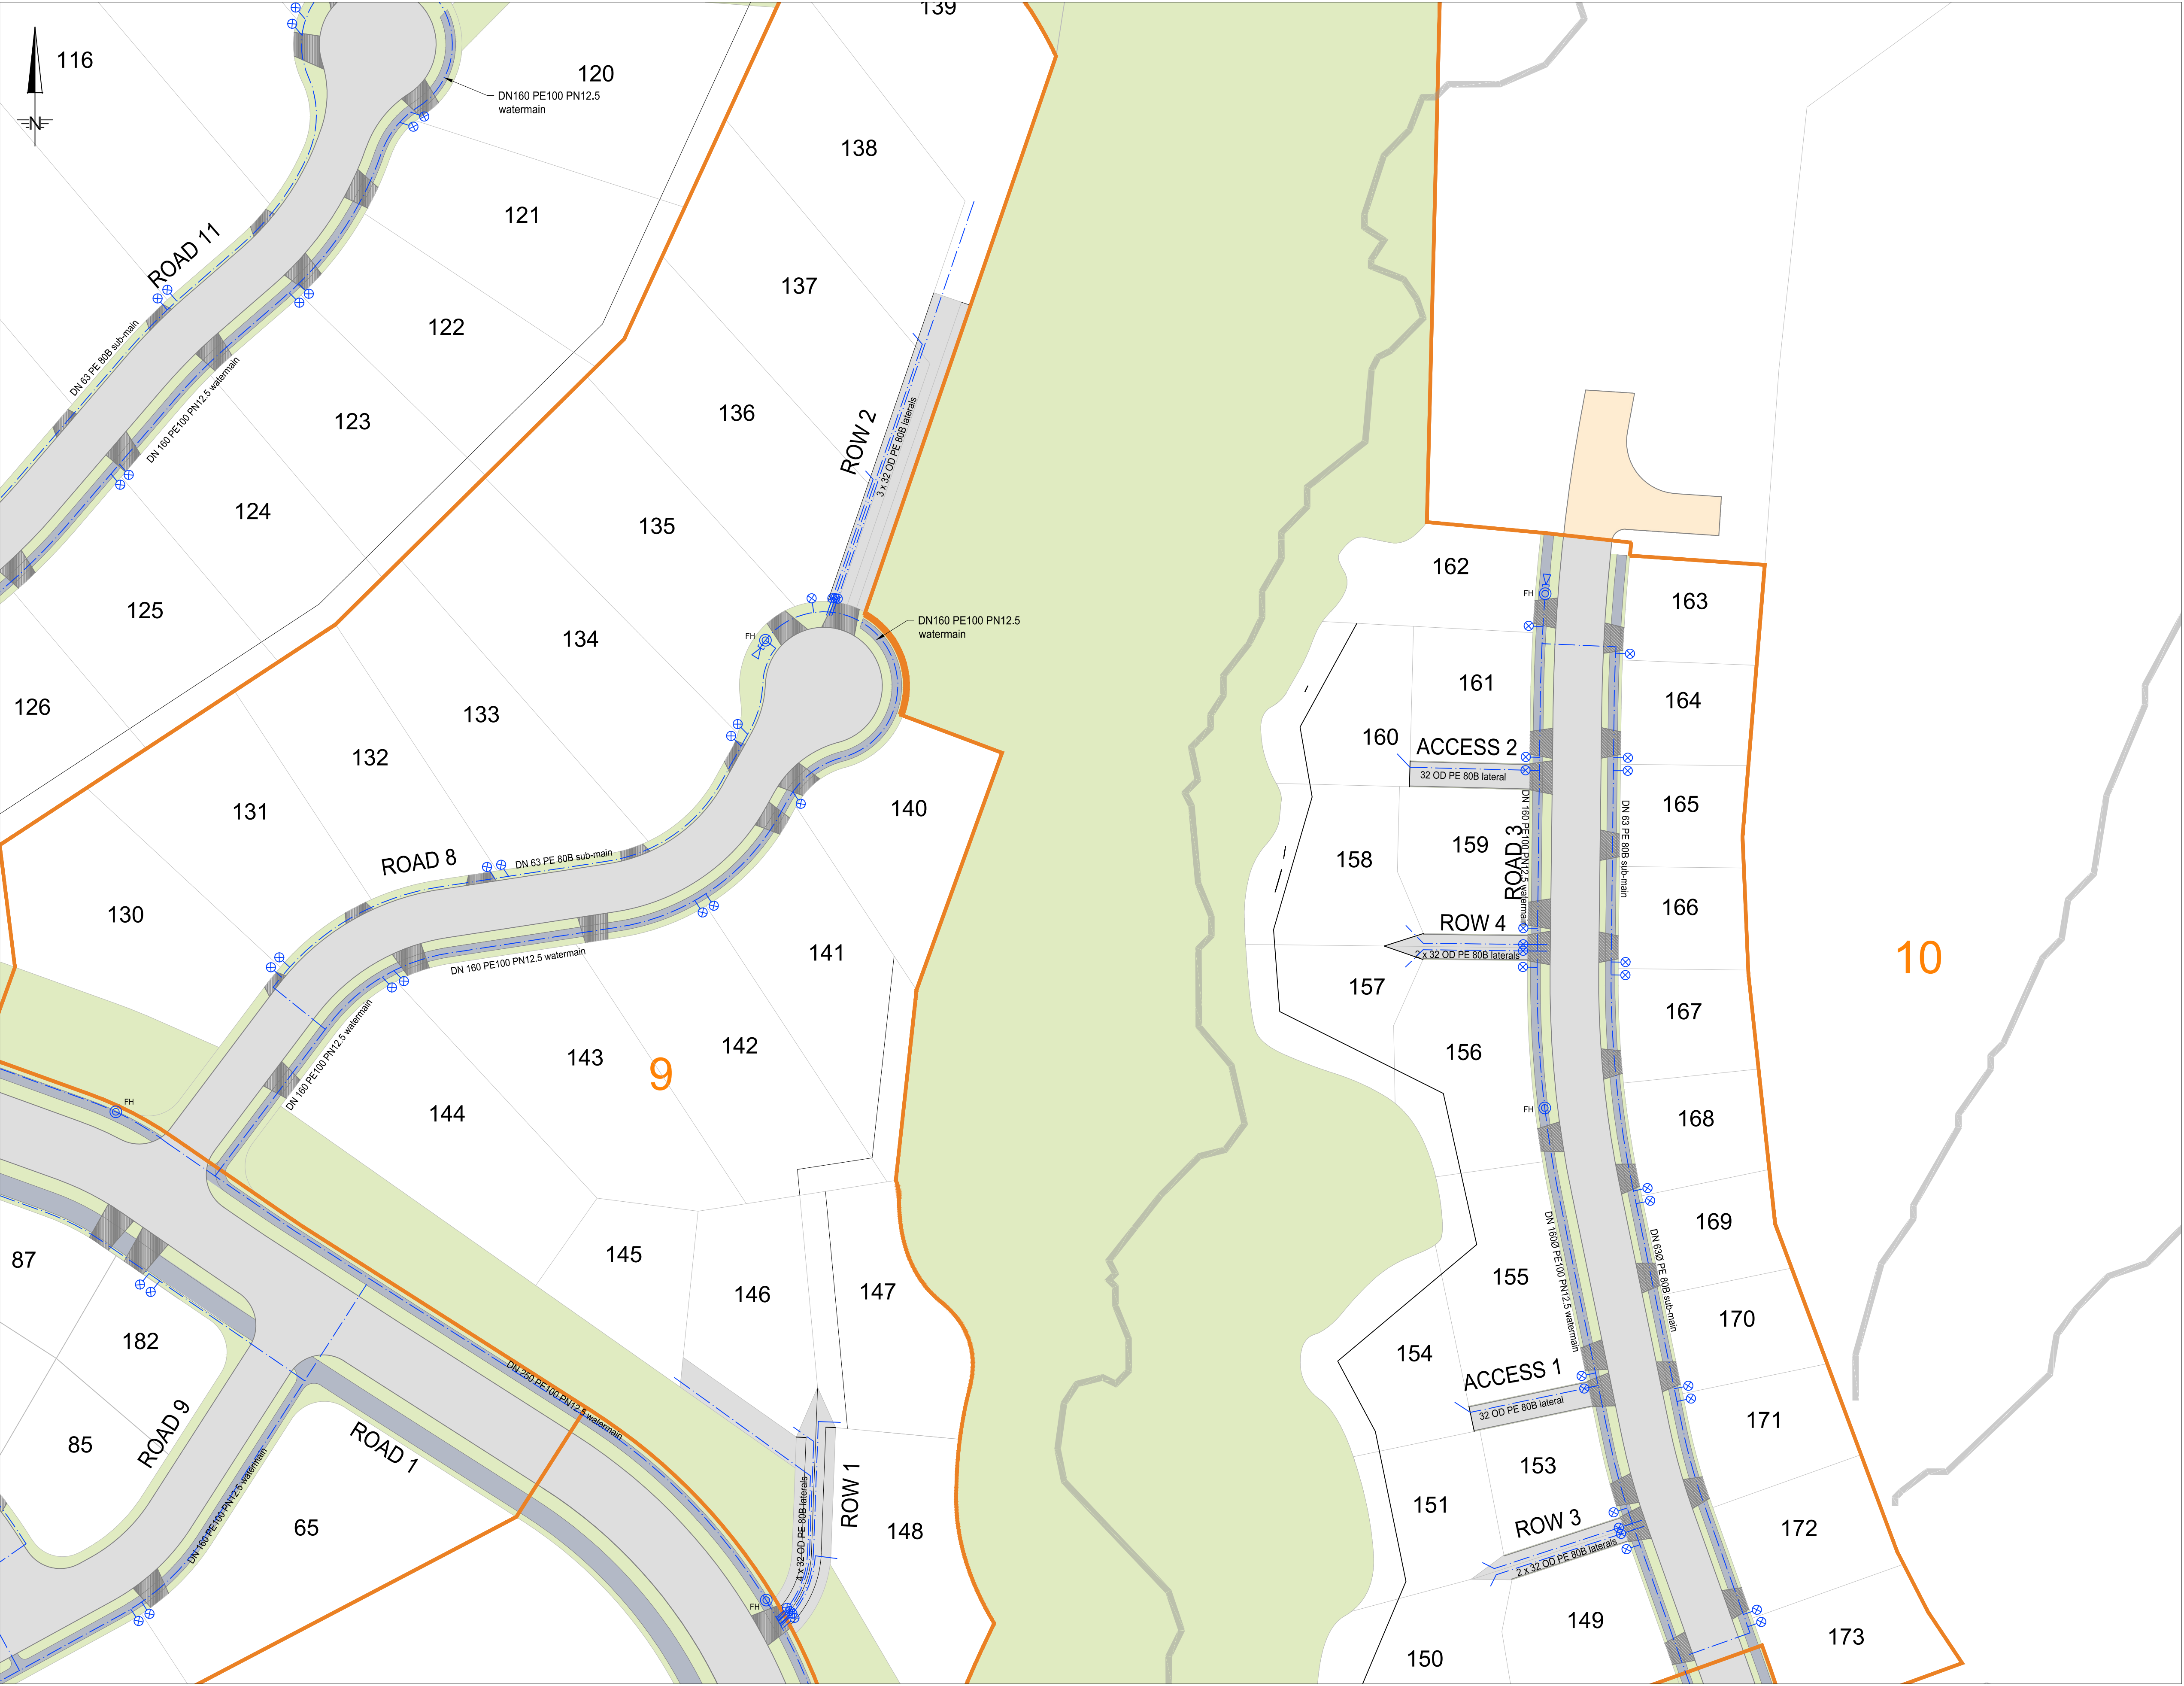 139
116
N
120
DN160 PE100 PN12.5
watermain
138
121
ROAD 11
137
122
DN 63 PE 80B sub-main
DN 160 PE100 PN12.5 watermain
123
136
ROW 2
3 x 32 OD PE 80B laterals
124
135
125
134
FH
DN160 PE100 PN12.5
watermain
126
133
132
131
140
130
ROAD 8
DN 63 PE 80B sub-main
DN 160 PE100 PN12.5 watermain
141
DN 160 PE100 PN12.5 watermain
142
143
9
144
FH
87
145
146
147
182
DN 250 PE100 PN12.5 watermain
85
ROAD 9
ROAD 1
DN 160 PE100 PN12.5 watermain
65
4 x 32 OD PE 80B laterals
ROW 1
148
FH
162
FH
163
161
164
160
ACCESS 2
32 OD PE 80B lateral
165
DN 160 PE100 PN12.5 watermain
ROAD 3
DN 63 PE 80B sub-main
159
158
166
ROW 4
2 x 32 OD PE 80B laterals
10
157
167
156
FH
168
169
DN 160Ø PE100 PN12.5 watermain
DN 63Ø PE 80B sub-main
155
170
154
ACCESS 1
32 OD PE 80B lateral
171
153
151
ROW 3
2 x 32 OD PE 80B laterals
172
149
150
173